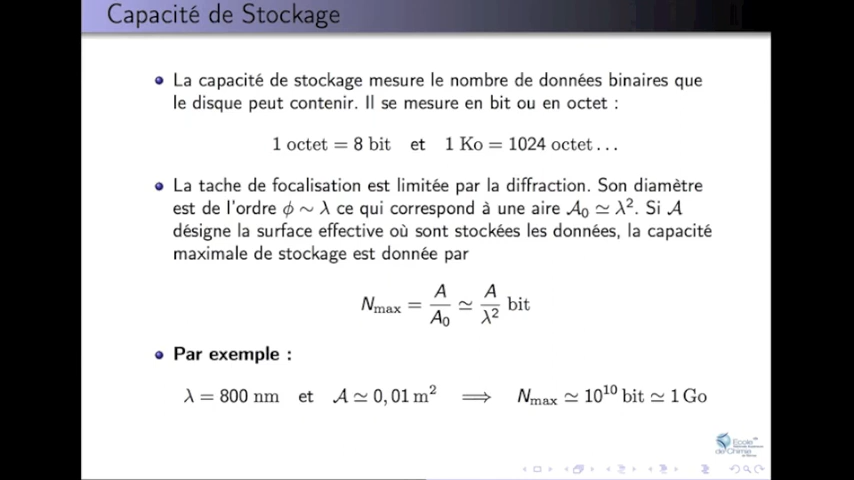 Capacité de Stockage
La capacité de stockage mesure le nombre de données binaires que
le disque peut contenir. Il se mesure en bit ou en octet :
1 octet = 8 bit et 1 Ko = 1024 octet...
La tache de focalisation est limitée par la diffraction. Son diamètre
est de l'ordre ϕ ∼ λ ce qui correspond à une aire 𝒜₀ ≃ λ². Si 𝒜
désigne la surface effective où sont stockées les données, la capacité
maximale de stockage est donnée par
N_max = A/A₀ ≃ A/λ² bit
Par exemple :
λ = 800 nm et 𝒜 ≃ 0,01 m² ⟹ N_max ≃ 10¹⁰ bit ≃ 1 Go
Ecole
de Chimie